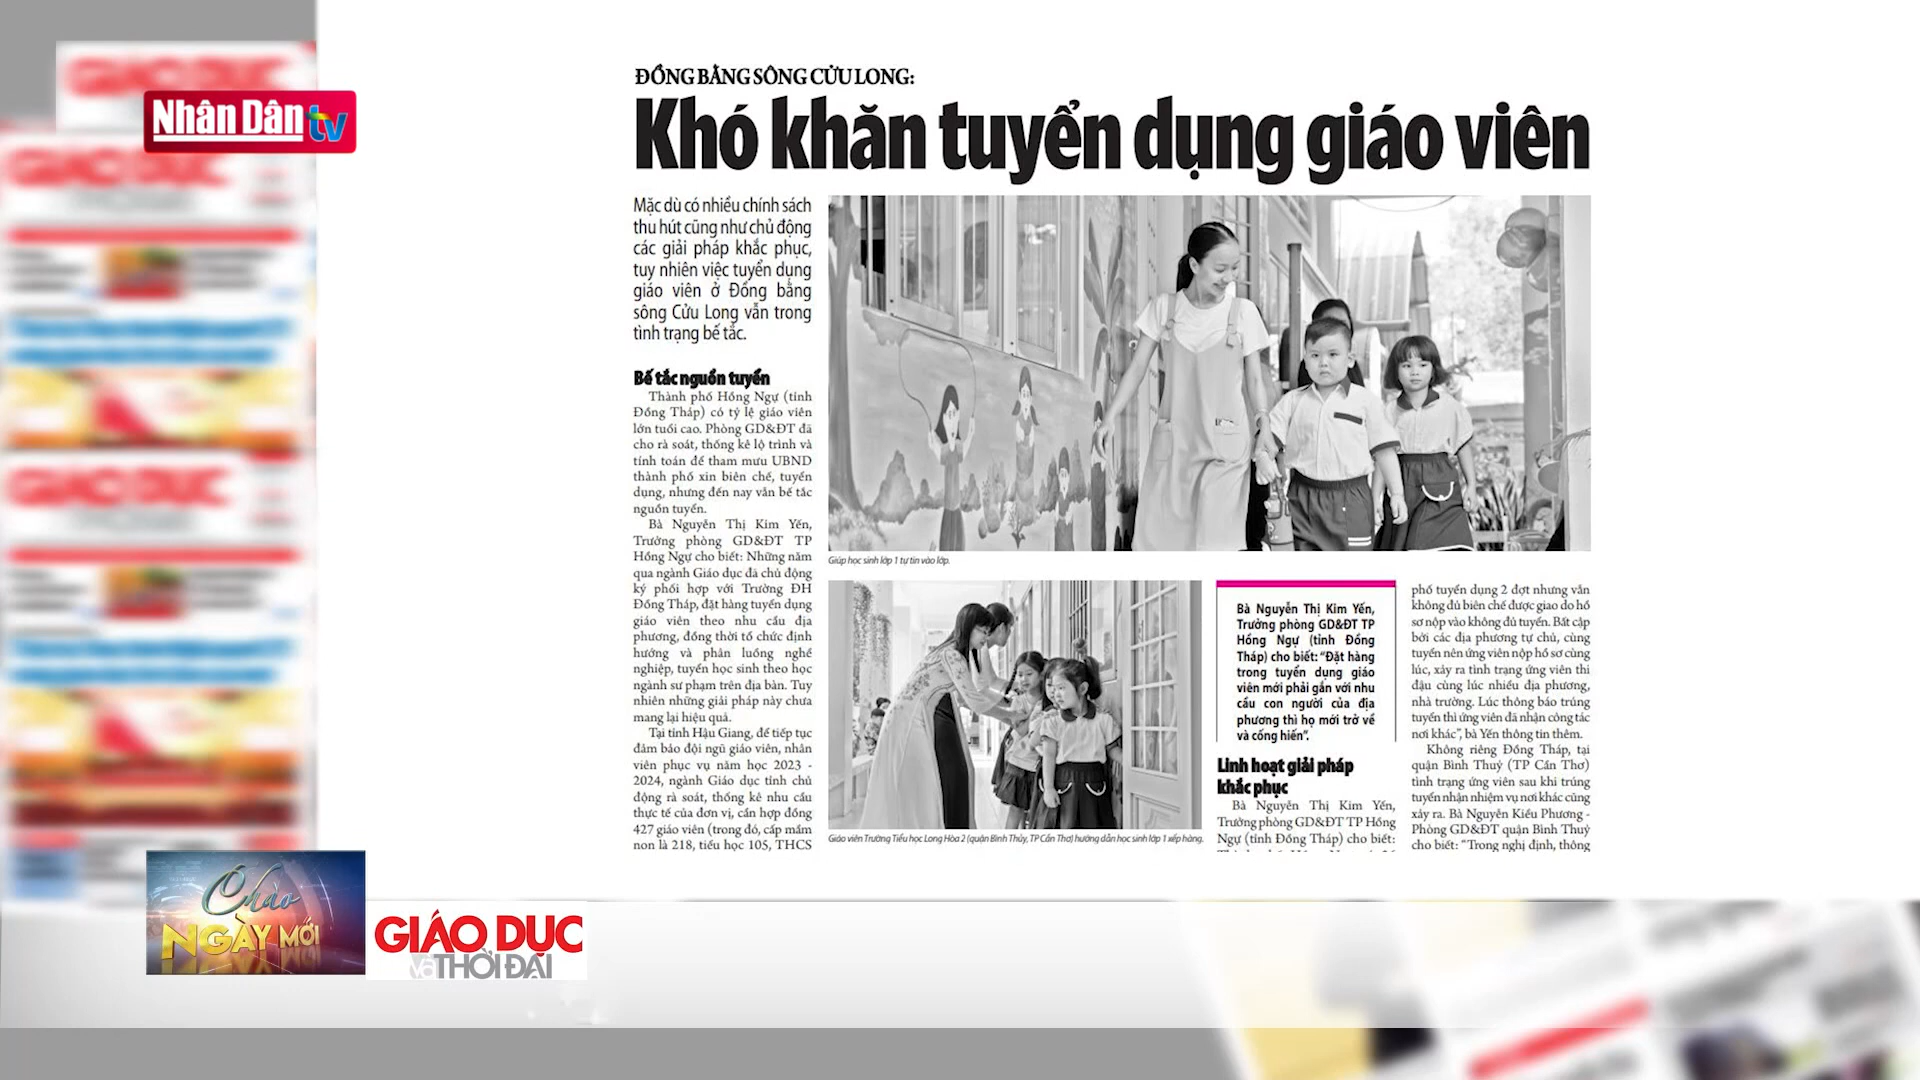 Nhân Dân tv
ĐỒNG BẰNG SÔNG CỬU LONG:
Khó khăn tuyển dụng giáo viên
Mặc dù có nhiều chính sách
thu hút cũng như chủ động
các giải pháp khắc phục,
tuy nhiên việc tuyển dụng
giáo viên ở Đồng bằng
sông Cửu Long vẫn trong
tình trạng bế tắc.
Bế tắc nguồn tuyển
Thành phố Hồng Ngự (tỉnh
Đồng Tháp) có tỷ lệ giáo viên
lớn tuổi cao. Phòng GD&ĐT đã
cho rà soát, thống kê lộ trình và
tính toán để tham mưu UBND
thành phố xin biên chế, tuyển
dụng, nhưng đến nay vẫn bế tắc
nguồn tuyển.
Bà Nguyễn Thị Kim Yến,
Trưởng phòng GD&ĐT TP
Hồng Ngự cho biết: Những năm
qua ngành Giáo dục đã chủ động
ký phối hợp với Trường ĐH
Đồng Tháp, đặt hàng tuyển dụng
giáo viên theo nhu cầu địa
phương, đồng thời tổ chức định
hướng và phân luồng nghề
nghiệp, tuyển học sinh theo học
ngành sư phạm trên địa bàn. Tuy
nhiên những giải pháp này chưa
mang lại hiệu quả.
Tại tỉnh Hậu Giang, để tiếp tục
đảm bảo đội ngũ giáo viên, nhân
viên phục vụ năm học 2023 -
2024, ngành Giáo dục tỉnh chủ
động rà soát, thống kê nhu cầu
thực tế của đơn vị, cần hợp đồng
427 giáo viên (trong đó, cấp mầm
non là 218, tiểu học 105, THCS
Giúp học sinh lớp 1 tự tin vào lớp.
Giáo viên Trường Tiểu học Long Hòa 2 (quận Bình Thủy, TP Cần Thơ) hướng dẫn học sinh lớp 1 xếp hàng.
Bà Nguyễn Thị Kim Yến,
Trưởng phòng GD&ĐT TP
Hồng Ngự (tỉnh Đồng
Tháp) cho biết: “Đặt hàng
trong tuyển dụng giáo
viên mới phải gắn với nhu
cầu con người của địa
phương thì họ mới trở về
và cống hiến”.
Linh hoạt giải pháp
khắc phục
Bà Nguyễn Thị Kim Yến,
Trưởng phòng GD&ĐT TP Hồng
Ngự (tỉnh Đồng Tháp) cho biết:
phố tuyển dụng 2 đợt nhưng vẫn
không đủ biên chế được giao do hồ
sơ nộp vào không đủ tuyển. Bất cập
bởi các địa phương tự chủ, cùng
tuyển nên ứng viên nộp hồ sơ cùng
lúc, xảy ra tình trạng ứng viên thi
đậu cùng lúc nhiều địa phương,
nhà trường. Lúc thông báo trúng
tuyển thì ứng viên đã nhận công tác
nơi khác”, bà Yến thông tin thêm.
Không riêng Đồng Tháp, tại
quận Bình Thuỷ (TP Cần Thơ)
tình trạng ứng viên sau khi trúng
tuyển nhận nhiệm vụ nơi khác cũng
xảy ra. Bà Nguyễn Kiều Phương -
Phòng GD&ĐT quận Bình Thuỷ
cho biết: “Trong nghị định, thông
Chào
NGÀY MỚI
GIÁO DỤC
và THỜI ĐẠI